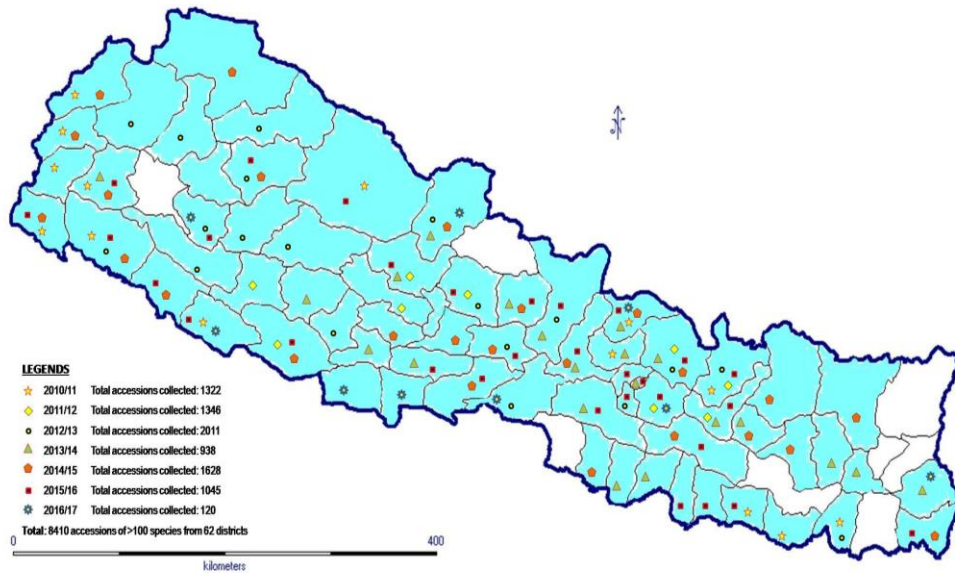 LEGENDS
2010/11 Total accessions collected: 1322
2011/12 Total accessions collected: 1346
2012/13 Total accessions collected: 2011
2013/14 Total accessions collected: 938
2014/15 Total accessions collected: 1628
2015/16 Total accessions collected: 1045
2016/17 Total accessions collected: 120
Total: 8410 accessions of >100 species from 62 districts
0 400
kilometers